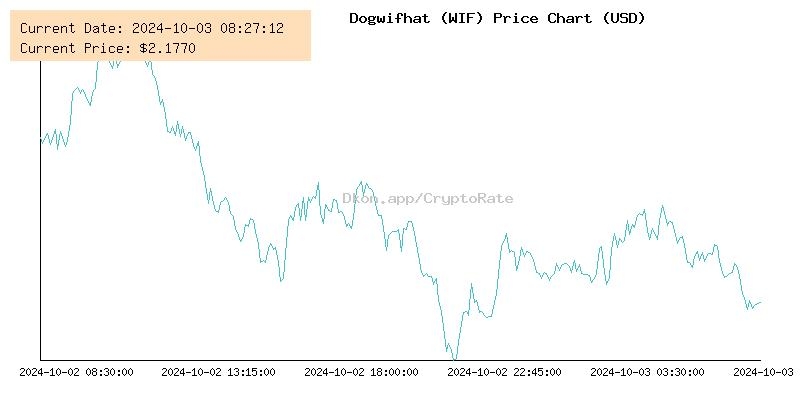 Dogwifhat (WIF) Price Chart (USD)
Current Date: 2024-10-03 08:27:12
Current Price: $2.1770
Dkon.app/CryptoRate
2024-10-02 08:30:00 2024-10-02 13:15:00 2024-10-02 18:00:00 2024-10-02 22:45:00 2024-10-03 03:30:00 2024-10-03